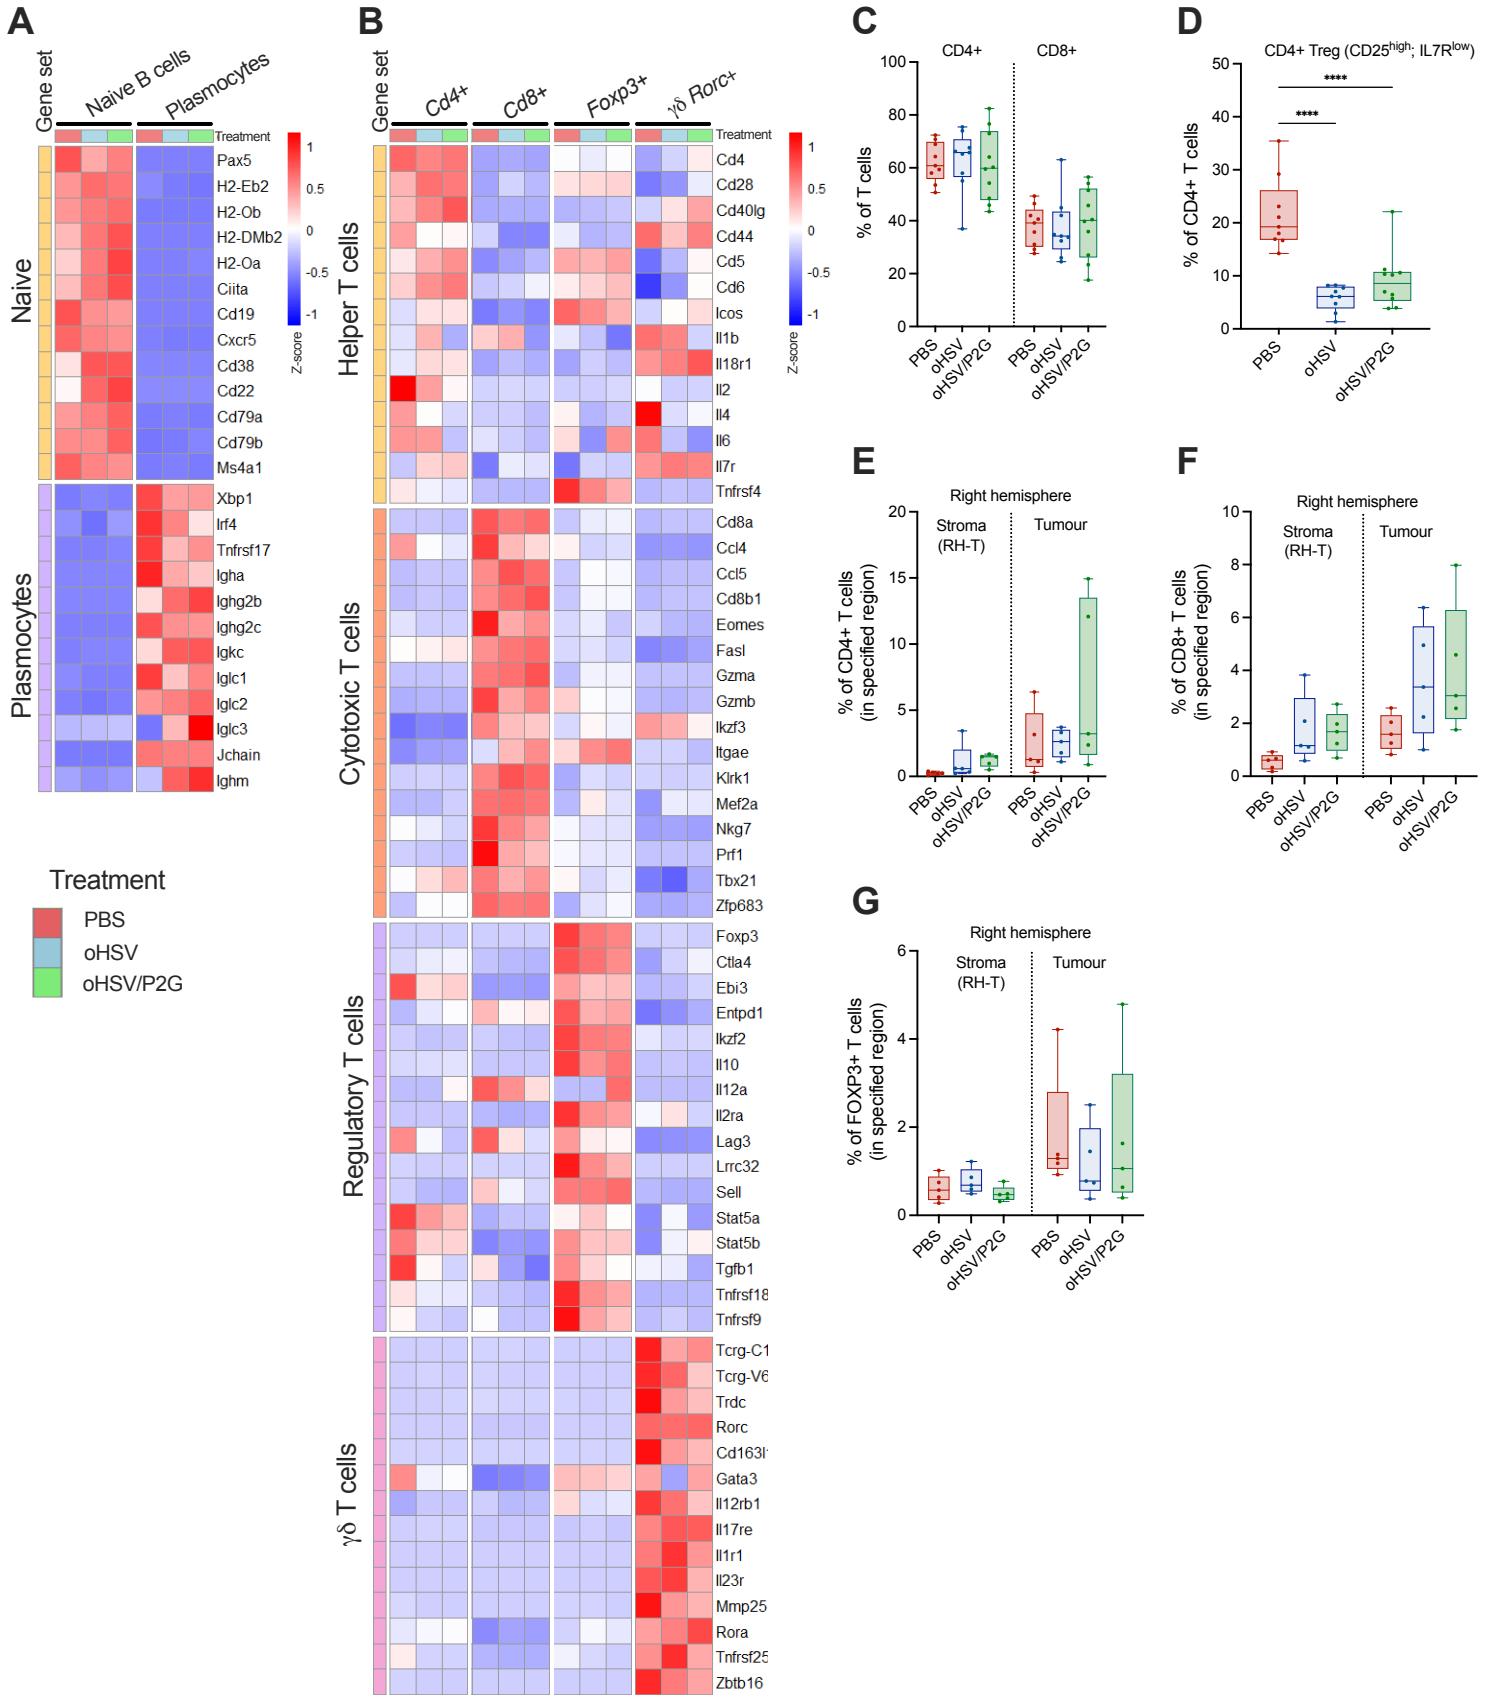 A
Gene set
Naive B cells
Plasmocytes
Treatment
Naive
Pax5
H2-Eb2
H2-Ob
H2-DMb2
H2-Oa
Ciita
Cd19
Cxcr5
Cd38
Cd22
Cd79a
Cd79b
Ms4a1
Plasmocytes
Xbp1
Irf4
Tnfrsf17
Igha
Ighg2b
Ighg2c
Igkc
Iglc1
Iglc2
Iglc3
Jchain
Ighm
1
0.5
0
-0.5
-1
Z-score
Treatment
PBS
oHSV
oHSV/P2G
B
Gene set
Cd4+
Cd8+
Foxp3+
γδ Rorc+
Treatment
Helper T cells
Cd4
Cd28
Cd40lg
Cd44
Cd5
Cd6
Icos
Il1b
Il18r1
Il2
Il4
Il6
Il7r
Tnfrsf4
Cytotoxic T cells
Cd8a
Ccl4
Ccl5
Cd8b1
Eomes
Fasl
Gzma
Gzmb
Ikzf3
Itgae
Klrk1
Mef2a
Nkg7
Prf1
Tbx21
Zfp683
Regulatory T cells
Foxp3
Ctla4
Ebi3
Entpd1
Ikzf2
Il10
Il12a
Il2ra
Lag3
Lrrc32
Sell
Stat5a
Stat5b
Tgfb1
Tnfrsf18
Tnfrsf9
γδ T cells
Tcrg-C1
Tcrg-V6
Trdc
Rorc
Cd163l
Gata3
Il12rb1
Il17re
Il1r1
Il23r
Mmp25
Rora
Tnfrsf25
Zbtb16
1
0.5
0
-0.5
-1
Z-score
C
CD4+
CD8+
% of T cells
100
80
60
40
20
0
PBS
oHSV
oHSV/P2G
PBS
oHSV
oHSV/P2G
D
CD4+ Treg (CD25high; IL7Rlow)
****
****
% of CD4+ T cells
50
40
30
20
10
0
PBS
oHSV
oHSV/P2G
E
Right hemisphere
Stroma
(RH-T)
Tumour
% of CD4+ T cells
(in specified region)
20
15
10
5
0
PBS
oHSV
oHSV/P2G
PBS
oHSV
oHSV/P2G
F
Right hemisphere
Stroma
(RH-T)
Tumour
% of CD8+ T cells
(in specified region)
10
8
6
4
2
0
PBS
oHSV
oHSV/P2G
PBS
oHSV
oHSV/P2G
G
Right hemisphere
Stroma
(RH-T)
Tumour
% of FOXP3+ T cells
(in specified region)
6
4
2
0
PBS
oHSV
oHSV/P2G
PBS
oHSV
oHSV/P2G